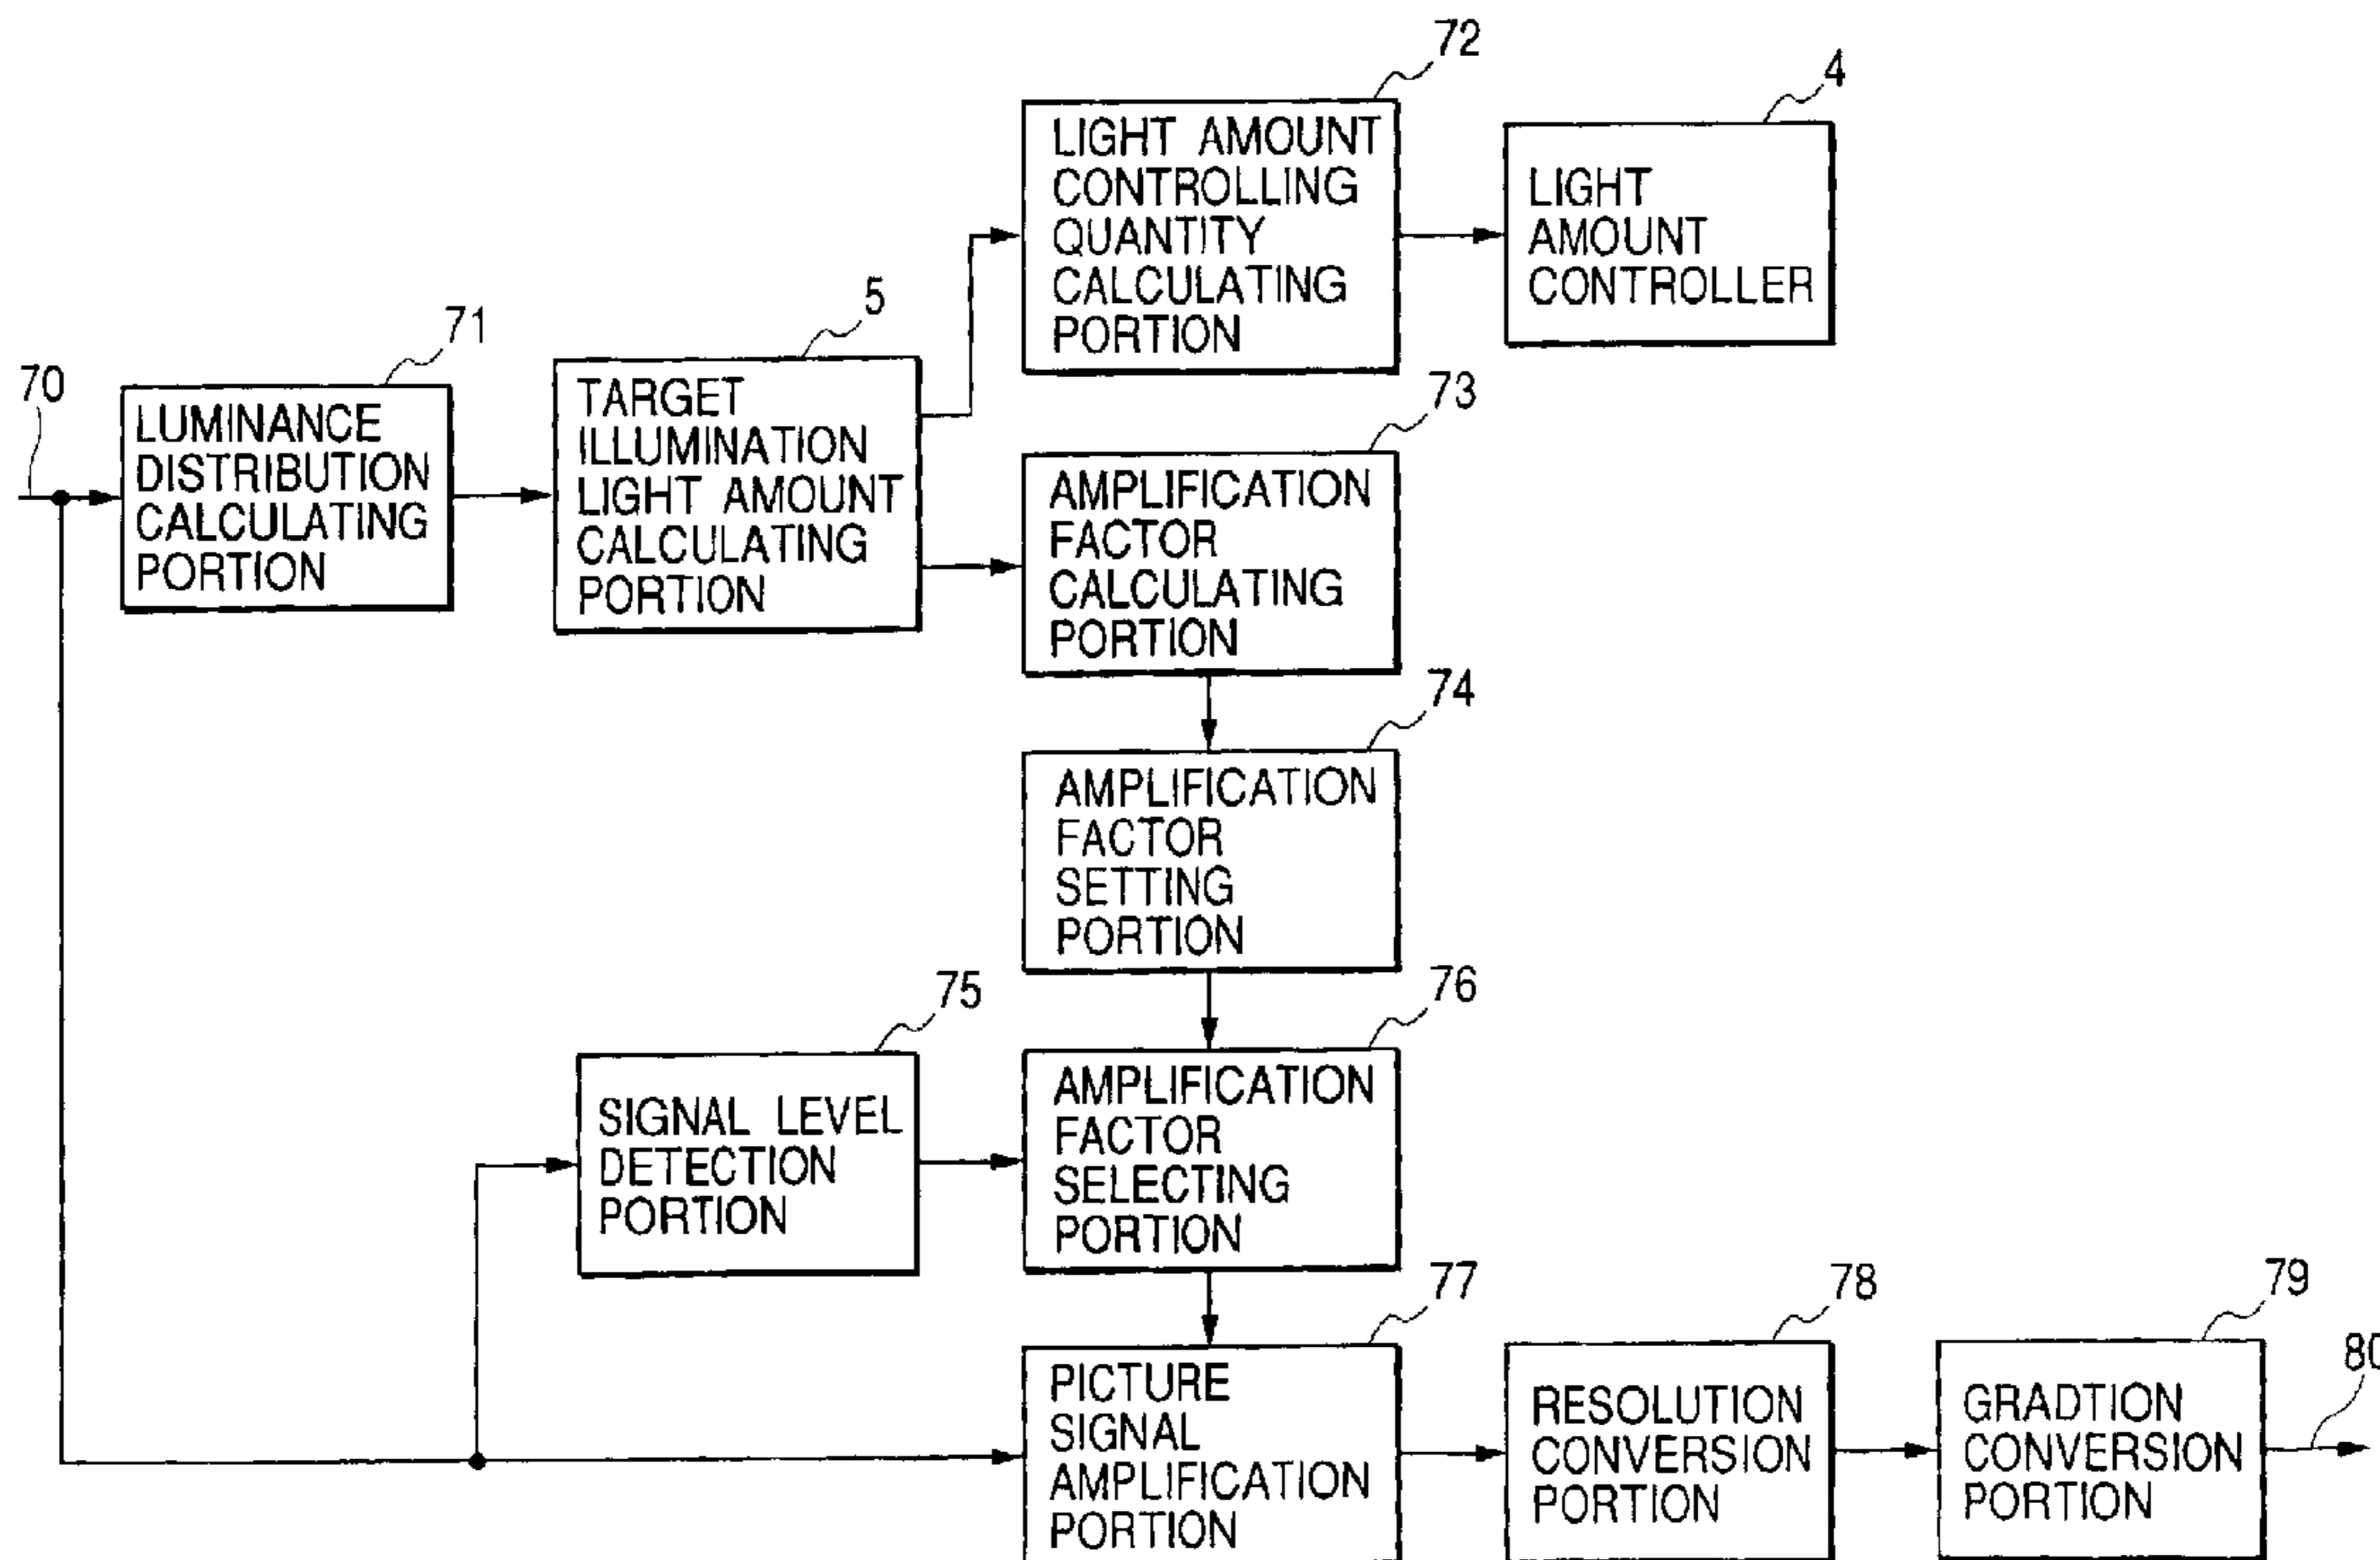 72
LIGHT AMOUNT
CONTROLLING
QUANTITY
CALCULATING
PORTION
4
LIGHT
AMOUNT
CONTROLLER
70
71
LUMINANCE
DISTRIBUTION
CALCULATING
PORTION
5
TARGET
ILLUMINATION
LIGHT AMOUNT
CALCULATING
PORTION
73
AMPLIFICATION
FACTOR
CALCULATING
PORTION
74
AMPLIFICATION
FACTOR
SETTING
PORTION
75
SIGNAL LEVEL
DETECTION
PORTION
76
AMPLIFICATION
FACTOR
SELECTING
PORTION
77
PICTURE
SIGNAL
AMPLIFICATION
PORTION
78
RESOLUTION
CONVERSION
PORTION
79
GRADTION
CONVERSION
PORTION
80